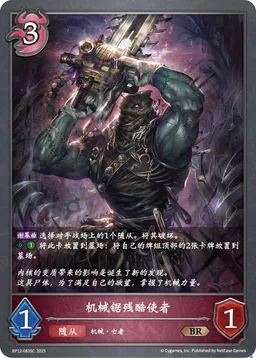 3
谢幕曲 选择对手战场上的1个随从，将其破坏。
3 将此卡放置到墓场：将自己的牌组顶部的2张卡牌放置到墓场。
内核的变质带来的影响是诞生了新的发现。
这具尸体，为了满足自己的欲望，掌握了机械力量。
机械锯残酷使者
1
随从
机械·亡者
BR
1
BP12-083SC 2025
© Cygames, Inc. Published by NetEase Games